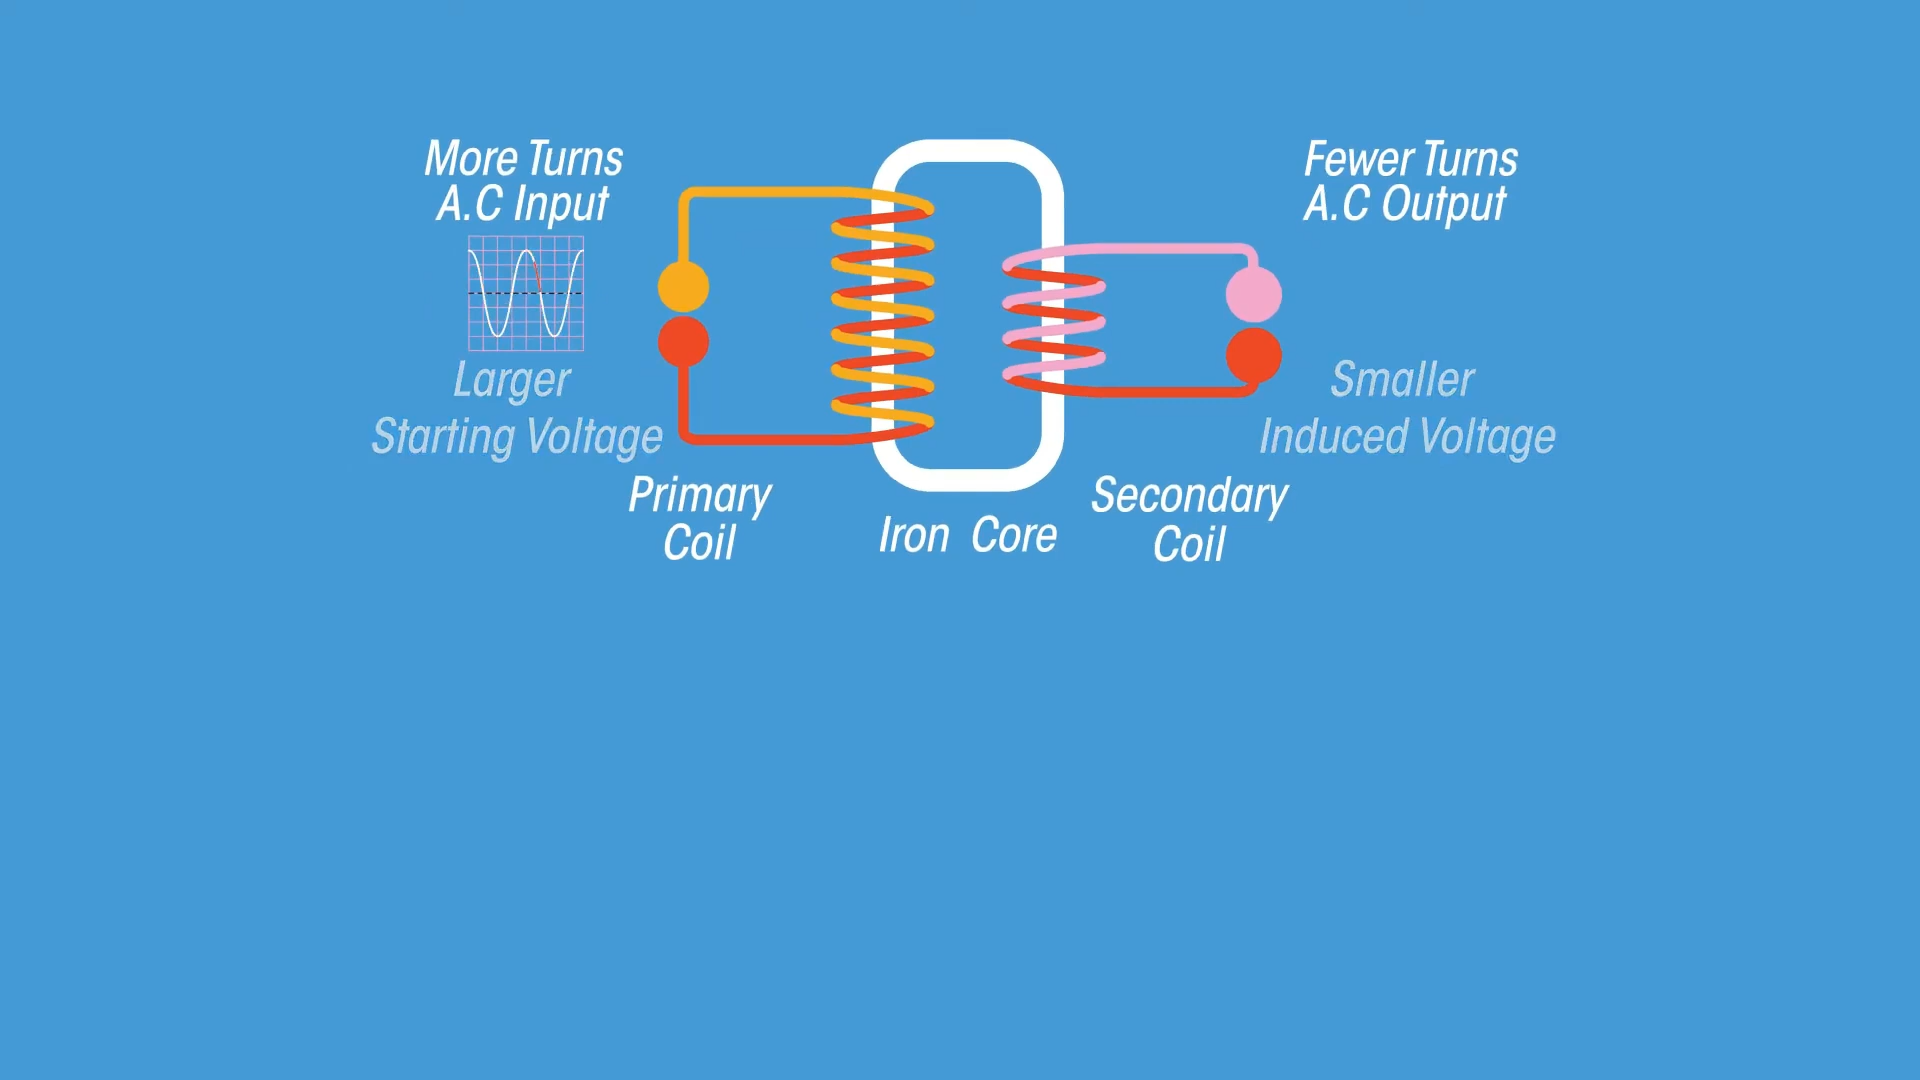 More Turns
A.C Input
Larger
Starting Voltage
Primary
Coil
Iron Core
Secondary
Coil
Fewer Turns
A.C Output
Smaller
Induced Voltage